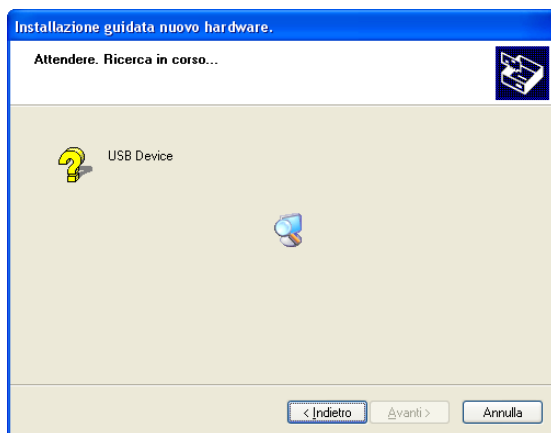 Installazione guidata nuovo hardware.
Attendere. Ricerca in corso...
USB Device
< Indietro
Avanti >
Annulla